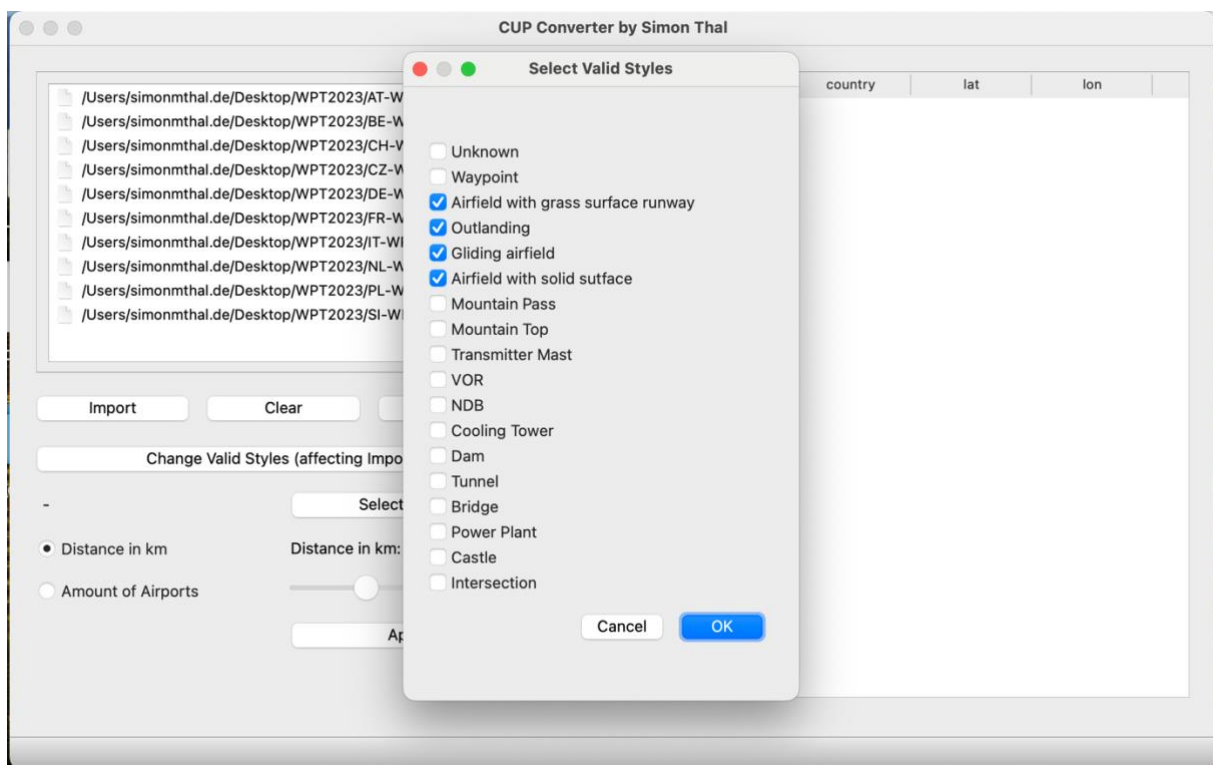 CUP Converter by Simon Thal
/Users/simonmthal.de/Desktop/WPT2023/AT-W
/Users/simonmthal.de/Desktop/WPT2023/BE-W
/Users/simonmthal.de/Desktop/WPT2023/CH-W
/Users/simonmthal.de/Desktop/WPT2023/CZ-W
/Users/simonmthal.de/Desktop/WPT2023/DE-W
/Users/simonmthal.de/Desktop/WPT2023/FR-W
/Users/simonmthal.de/Desktop/WPT2023/IT-W
/Users/simonmthal.de/Desktop/WPT2023/NL-W
/Users/simonmthal.de/Desktop/WPT2023/PL-W
/Users/simonmthal.de/Desktop/WPT2023/SI-W
Import Clear
Change Valid Styles (affecting Impo
- Select
Distance in km Distance in km:
Amount of Airports
Ap
Select Valid Styles
Unknown
Waypoint
Airfield with grass surface runway
Outlanding
Gliding airfield
Airfield with solid sutface
Mountain Pass
Mountain Top
Transmitter Mast
VOR
NDB
Cooling Tower
Dam
Tunnel
Bridge
Power Plant
Castle
Intersection
Cancel OK
country lat lon